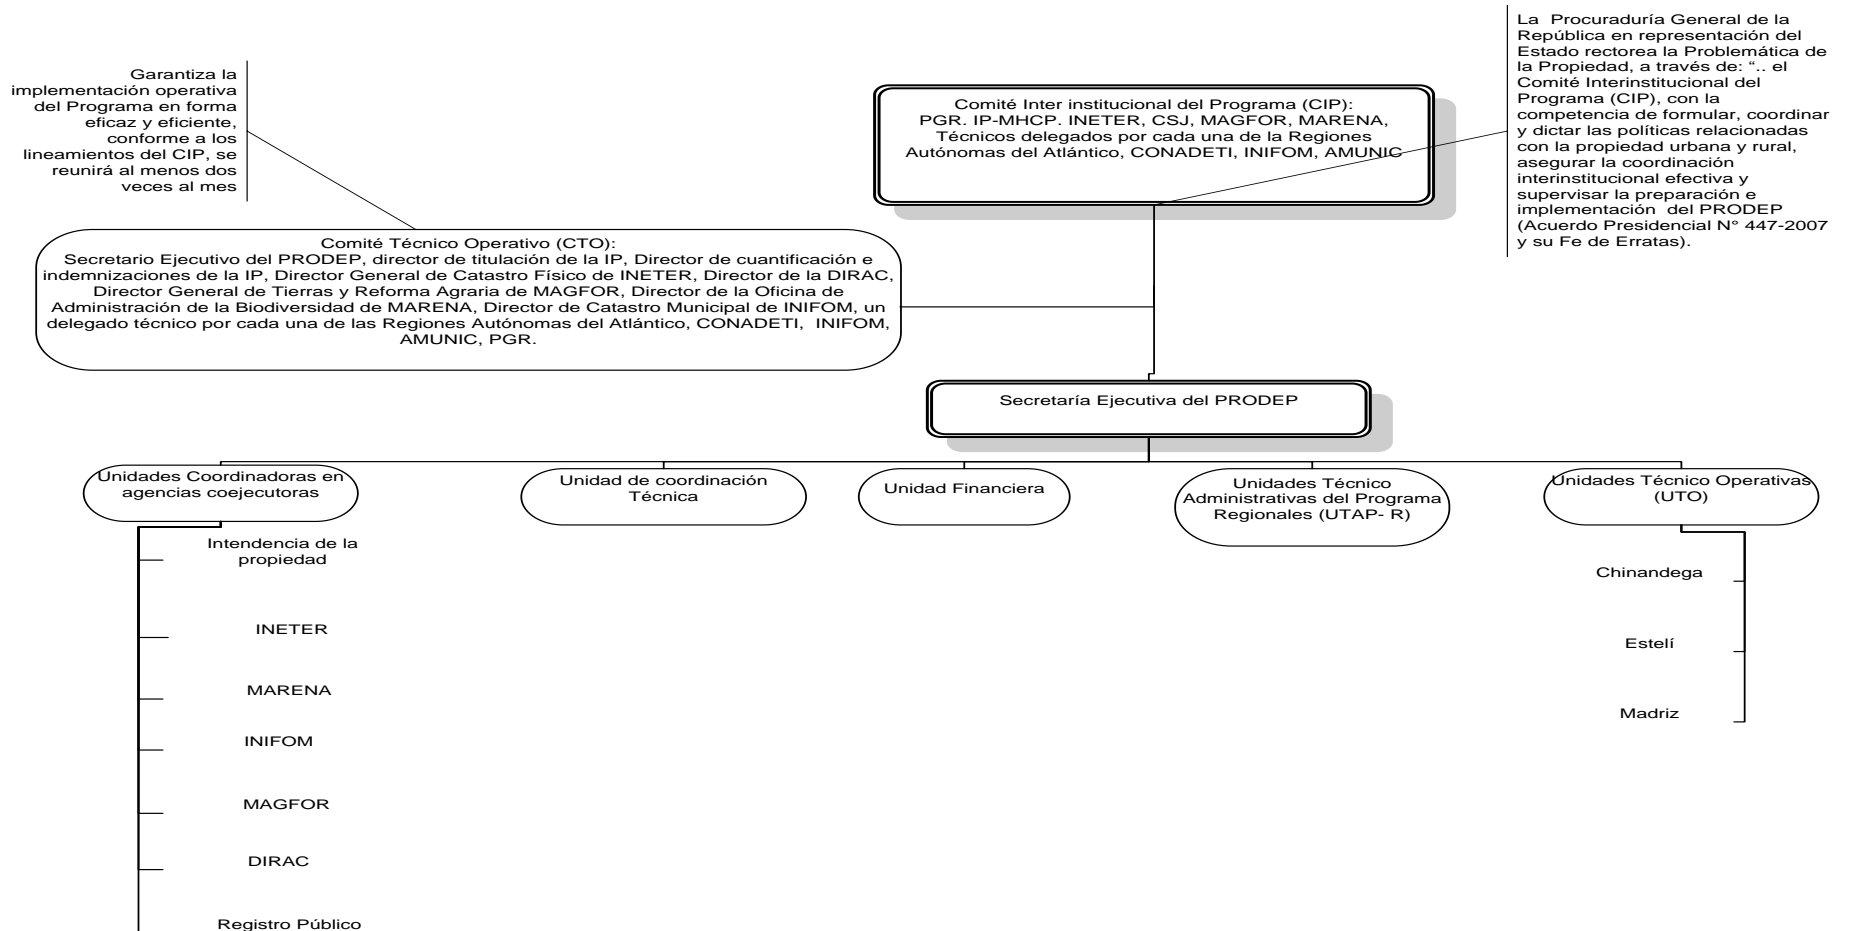 La Procuraduría General de la
República en representación del
Estado rectorea la Problemática de
la Propiedad, a través de: “.. el
Comité Interinstitucional del
Programa (CIP), con la
competencia de formular, coordinar
y dictar las políticas relacionadas
con la propiedad urbana y rural,
asegurar la coordinación
interinstitucional efectiva y
supervisar la preparación e
implementación del PRODEP
(Acuerdo Presidencial N° 447-2007
y su Fe de Erratas).
Garantiza la
implementación operativa
del Programa en forma
eficaz y eficiente,
conforme a los
lineamientos del CIP, se
reunirá al menos dos
veces al mes
Comité Inter institucional del Programa (CIP):
PGR. IP-MHCP. INETER, CSJ, MAGFOR, MARENA,
Técnicos delegados por cada una de la Regiones
Autónomas del Atlántico, CONADETI, INIFOM, AMUNIC
Comité Técnico Operativo (CTO):
Secretario Ejecutivo del PRODEP, director de titulación de la IP, Director de cuantificación e
indemnizaciones de la IP, Director General de Catastro Físico de INETER, Director de la DIRAC,
Director General de Tierras y Reforma Agraria de MAGFOR, Director de la Oficina de
Administración de la Biodiversidad de MARENA, Director de Catastro Municipal de INIFOM, un
delegado técnico por cada una de las Regiones Autónomas del Atlántico, CONADETI, INIFOM,
AMUNIC, PGR.
Secretaría Ejecutiva del PRODEP
Unidades Coordinadoras en
agencias coejecutoras
Unidad de coordinación
Técnica
Unidad Financiera
Unidades Técnico
Administrativas del Programa
Regionales (UTAP- R)
Unidades Técnico Operativas
(UTO)
Intendencia de la
propiedad
INETER
MARENA
INIFOM
MAGFOR
DIRAC
Registro Público
Chinandega
Estelí
Madriz